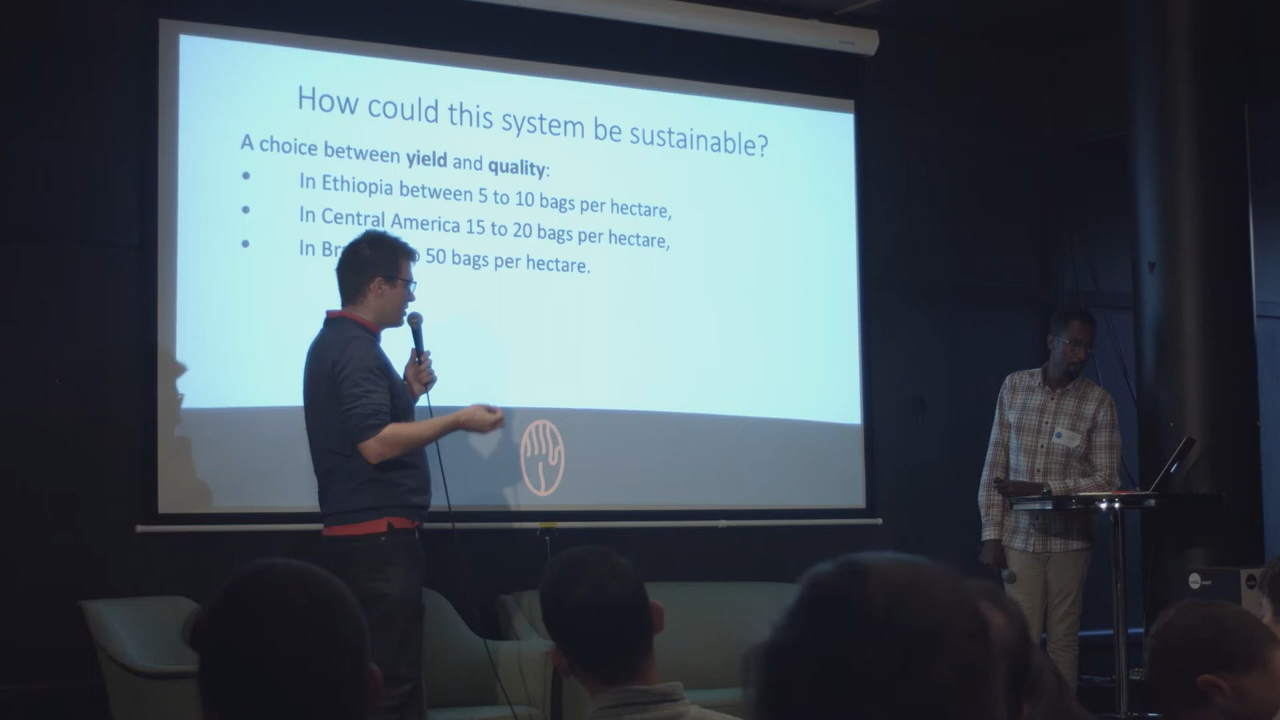 How could this system be sustainable?
A choice between yield and quality:
• In Ethiopia between 5 to 10 bags per hectare,
• In Central America 15 to 20 bags per hectare,
• In 50 bags per hectare.